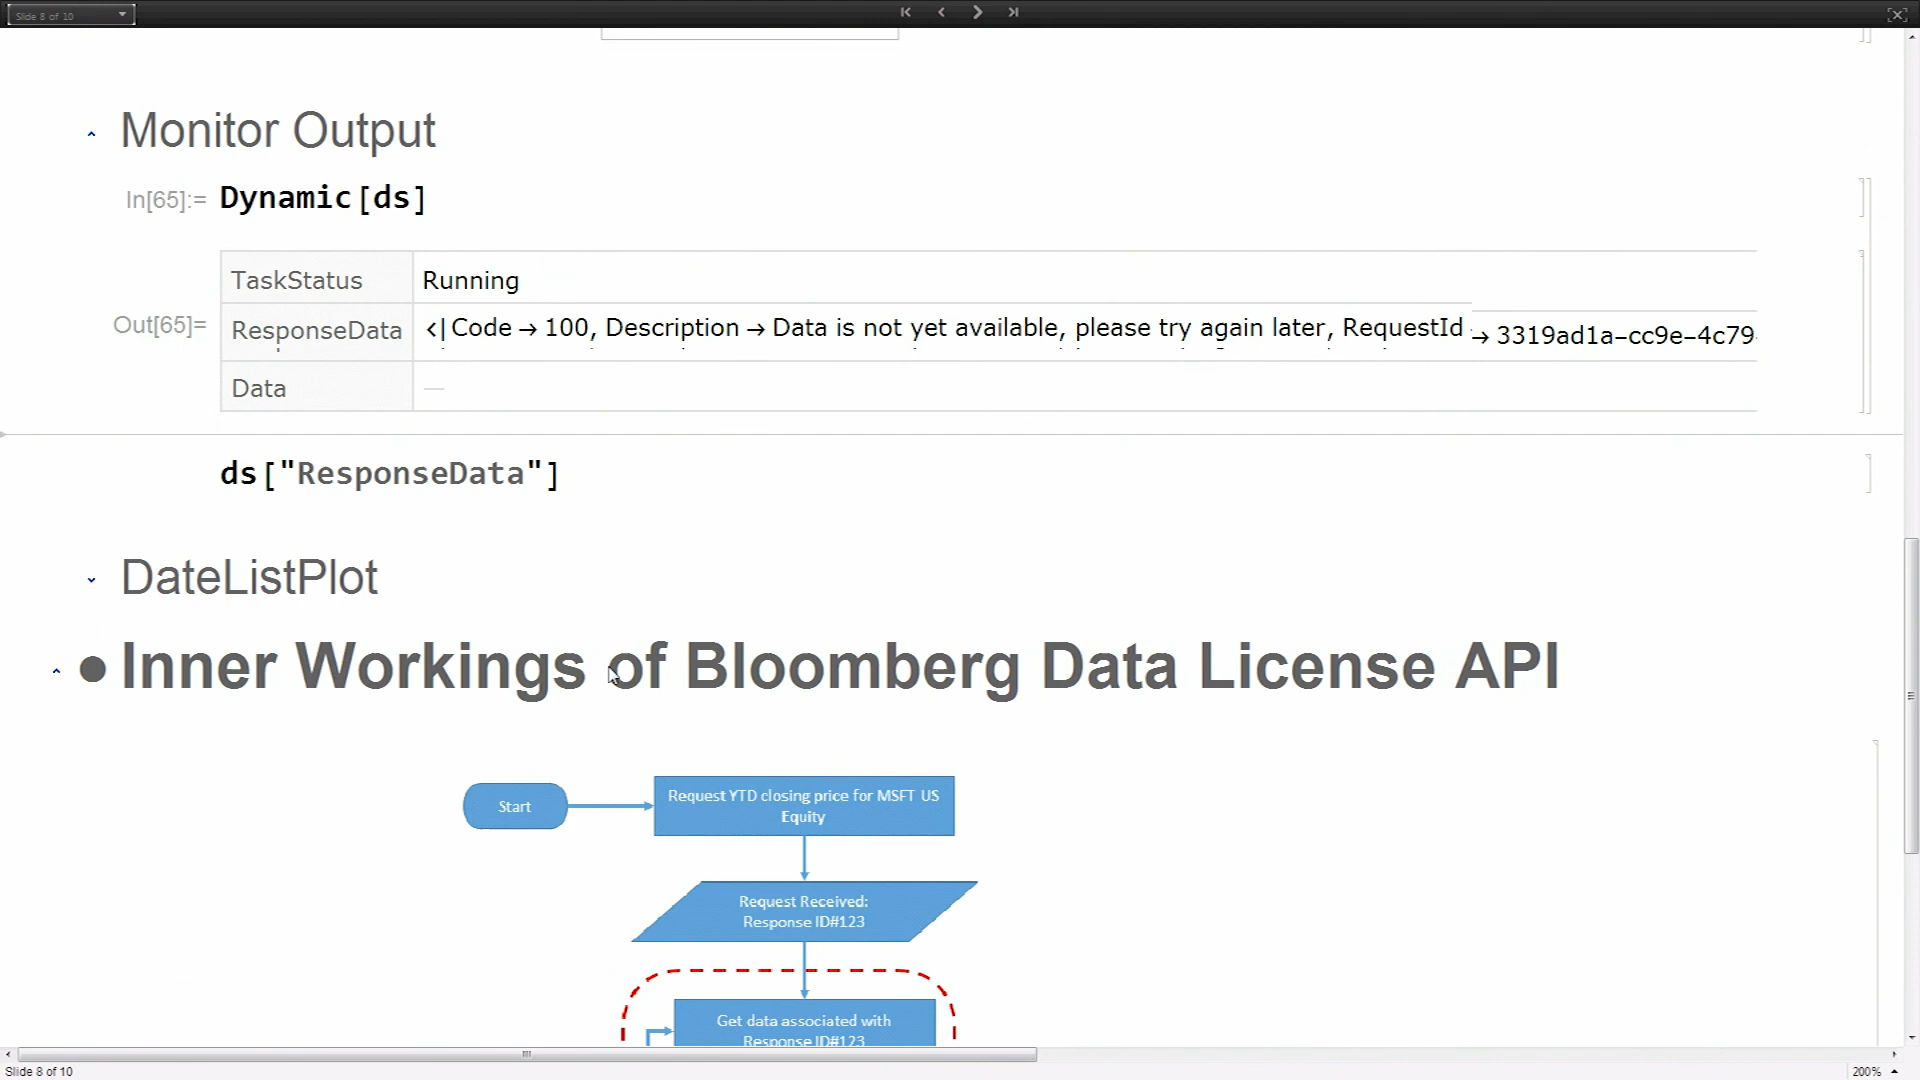 Slide 8 of 10
Monitor Output
In[65]:= Dynamic[ds]
TaskStatus Running
Out[65]= ResponseData <|Code → 100, Description → Data is not yet available, please try again later, RequestId → 3319ad1a-cc9e-4c79-
Data —
ds["ResponseData"]
DateListPlot
● Inner Workings of Bloomberg Data License API
Start
Request YTD closing price for MSFT US
Equity
Request Received:
Response ID#123
Get data associated with
Response ID#123
Slide 8 of 10
200%